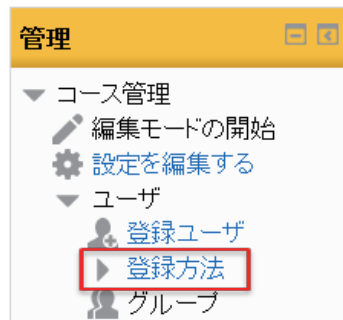 管理
コース管理
編集モードの開始
設定を編集する
ユーザ
登録ユーザ
登録方法
グループ